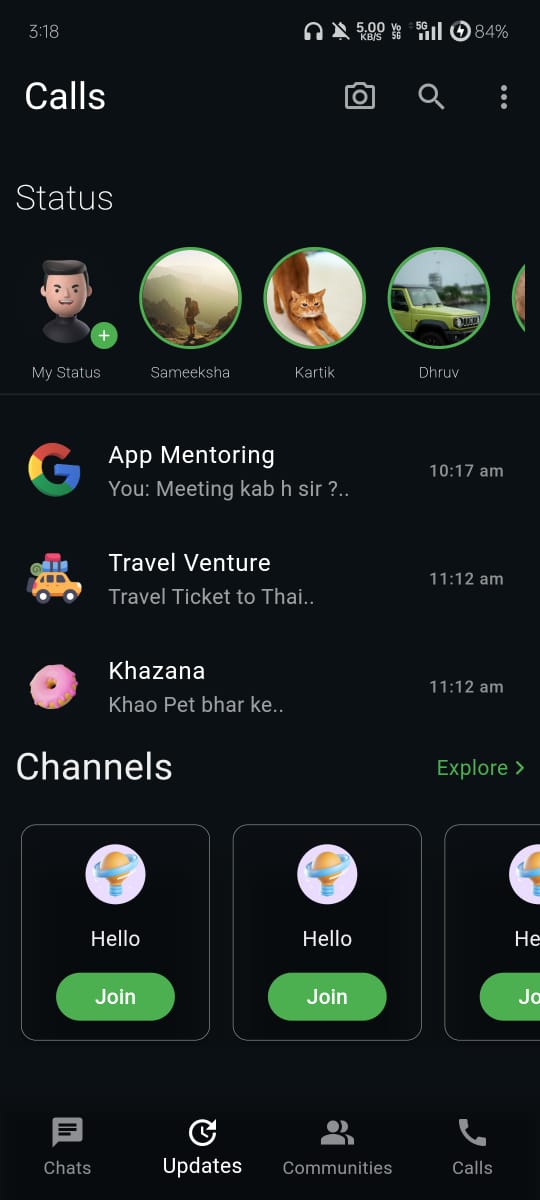 3:18 5.00 KB/S Vo 5G 5G 84%
Calls
Status
My Status Sameeksha Kartik Dhruv
App Mentoring
You: Meeting kab h sir ?..
10:17 am
Travel Venture
Travel Ticket to Thai..
11:12 am
Khazana
Khao Pet bhar ke..
11:12 am
Channels Explore
Hello Hello He
Join Join Jo
Chats Updates Communities Calls